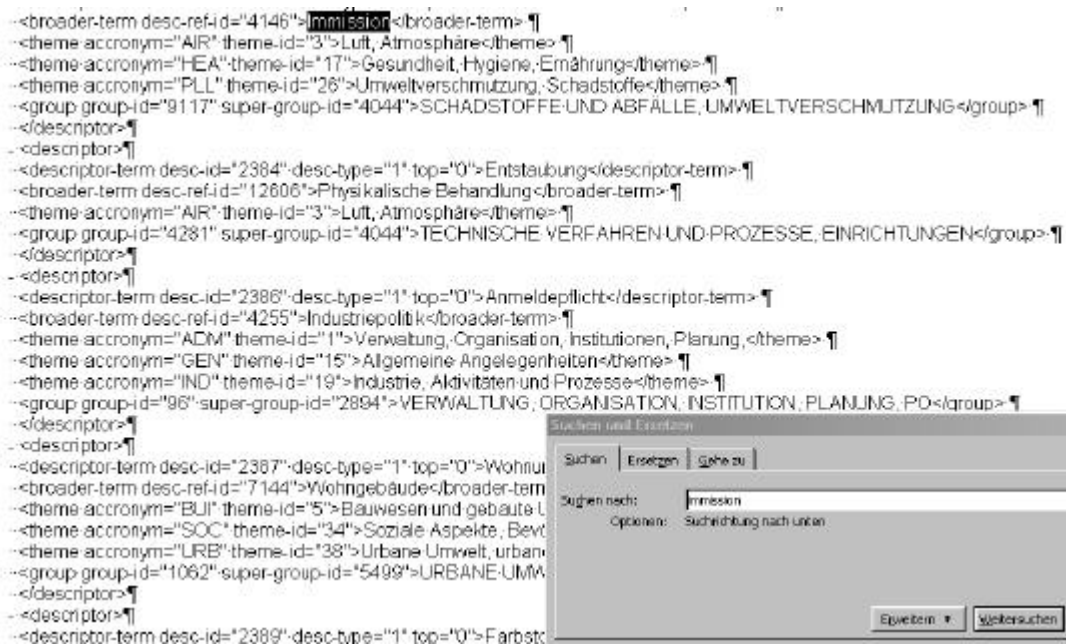 -<broader-term desc-ref-id="4146">Immission</broader-term> ¶
-<theme accronym="AIR" theme-id="3">Luft, Atmosphäre</theme> ¶
-<theme accronym="HEA" theme-id="17">Gesundheit, Hygiene, Ernährung</theme> ¶
-<theme accronym="PLL" theme-id="26">Umweltverschmutzung, Schadstoffe</theme> ¶
-<group group-id="9117" super-group-id="4044">SCHADSTOFFE UND ABFÄLLE, UMWELTVERSCHMUTZUNG</group> ¶
-</descriptor>¶
- <descriptor>¶
-<descriptor-term desc-id="2384" desc-type="1" top="0">Entstaubung</descriptor-term> ¶
-<broader-term desc-ref-id="12606">Physikalische Behandlung</broader-term> ¶
-<theme accronym="AIR" theme-id="3">Luft, Atmosphäre</theme> ¶
-<group group-id="4281" super-group-id="4044">TECHNISCHE VERFAHREN UND PROZESSE, EINRICHTUNGEN</group> ¶
-</descriptor>¶
- <descriptor>¶
-<descriptor-term desc-id="2386" desc-type="1" top="0">Anmeldepflicht</descriptor-term> ¶
-<broader-term desc-ref-id="4255">Industriepolitik</broader-term> ¶
-<theme accronym="ADM" theme-id="1">Verwaltung, Organisation, Institutionen, Planung,</theme> ¶
-<theme accronym="GEN" theme-id="15">Allgemeine Angelegenheiten</theme> ¶
-<theme accronym="IND" theme-id="19">Industrie, Aktivitäten und Prozesse</theme> ¶
-<group group-id="96" super-group-id="2894">VERWALTUNG, ORGANISATION, INSTITUTION, PLANUNG, PO</group> ¶
-</descriptor>¶
- <descriptor>¶
-<descriptor-term desc-id="2387" desc-type="1" top="0">Wohnu
-<broader-term desc-ref-id="7144">Wohngebäude</broader-term
-<theme accronym="BUI" theme-id="5">Bauwesen und gebaute U
-<theme accronym="SOC" theme-id="34">Soziale Aspekte, Bevö
-<theme accronym="URB" theme-id="38">Urbane Umwelt, urban
-<group group-id="1062" super-group-id="5499">URBANE UMW
-</descriptor>¶
- <descriptor>¶
-<descriptor-term desc-id="2389" desc-type="1" top="0">Farbsto
Suchen und Ersetzen
Suchen Ersetzen Gehe zu
Suchen nach: immission
Optionen: Suchrichtung nach unten
Erweitern Weitersuchen